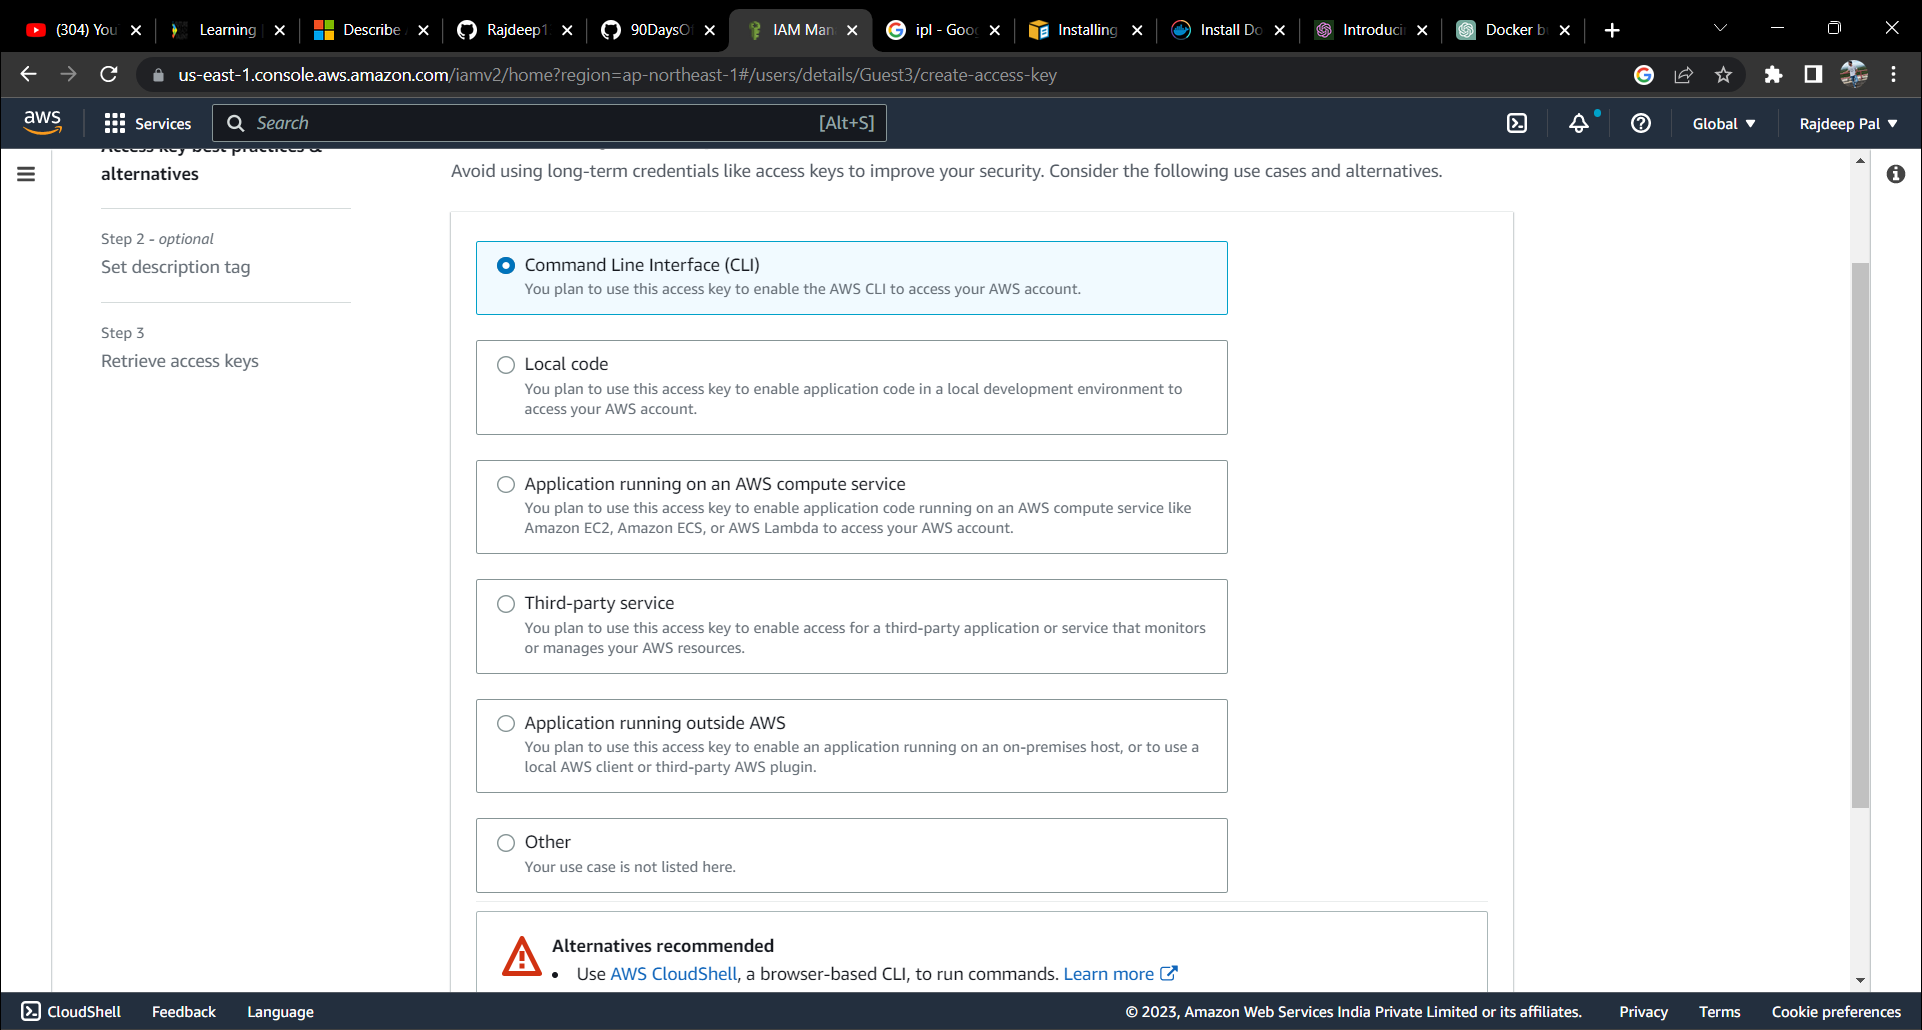 (304) You
Learning
Describe
Rajdeep1
90DaysO
IAM Man
ipl - Goog
Installing
Install Do
Introduci
Docker b
us-east-1.console.aws.amazon.com/iamv2/home?region=ap-northeast-1#/users/details/Guest3/create-access-key
aws
Services
Search
[Alt+S]
Global
Rajdeep Pal
Access key best practices &
alternatives
Step 2 - optional
Set description tag
Step 3
Retrieve access keys
Avoid using long-term credentials like access keys to improve your security. Consider the following use cases and alternatives.
Command Line Interface (CLI)
You plan to use this access key to enable the AWS CLI to access your AWS account.
Local code
You plan to use this access key to enable application code in a local development environment to
access your AWS account.
Application running on an AWS compute service
You plan to use this access key to enable application code running on an AWS compute service like
Amazon EC2, Amazon ECS, or AWS Lambda to access your AWS account.
Third-party service
You plan to use this access key to enable access for a third-party application or service that monitors
or manages your AWS resources.
Application running outside AWS
You plan to use this access key to enable an application running on an on-premises host, or to use a
local AWS client or third-party AWS plugin.
Other
Your use case is not listed here.
Alternatives recommended
• Use AWS CloudShell, a browser-based CLI, to run commands. Learn more
CloudShell
Feedback
Language
© 2023, Amazon Web Services India Private Limited or its affiliates.
Privacy
Terms
Cookie preferences